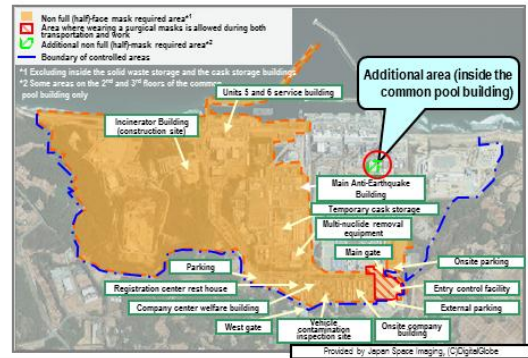 Non full (half)-face mask required area*1
Area where wearing a surgical masks is allowed during both
transportation and work
Additional non full (half)-mask required area*2
Boundary of controlled areas
*1 Excluding inside the solid waste storage and the cask storage buildings
*2 Some areas on the 2nd and 3rd floors of the common
pool building only
Additional area (inside the
common pool building)
Units 5 and 6 service building
Incinerator Building
(construction site)
Main Anti-Earthquake
Building
Temporary cask storage
Multi-nuclide removal
equipment
Main gate
Onsite parking
Parking
Registration center rest house
Entry control facility
Company center welfare building
External parking
West gate
Vehicle
contamination
inspection site
Onsite company
building
Provided by Japan Space Imaging, (C)DigitalGlobe